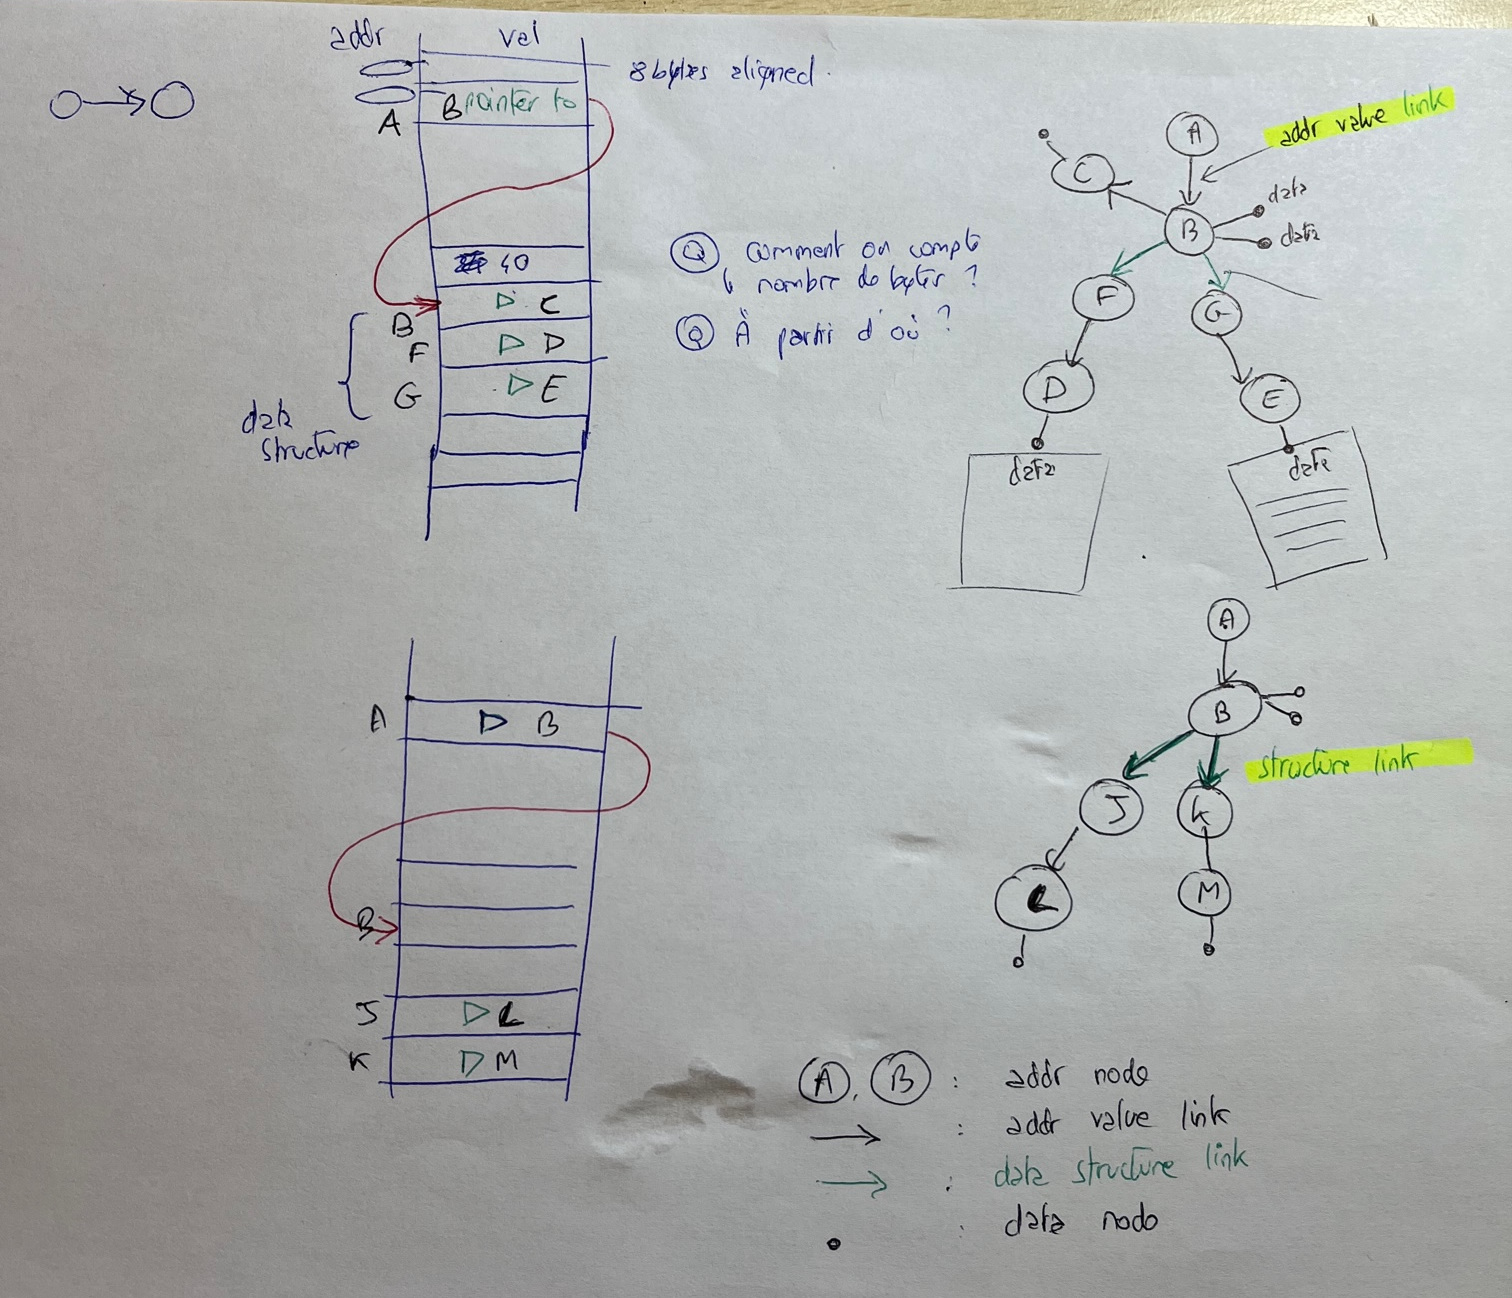 addr val
8 bytes aligned.
B pointer to
A
40
B ▷ C
F ▷ D
G ▷ E
data
structure
Q comment on compte
le nombre de bytes ?
Q À partir d'où ?
addr value link
A
C
B
data
data
F
G
D
E
data
data
A ▷ B
B
J ▷ L
K ▷ M
A
B
structure link
J
K
L
M
A, B : addr node
→ : addr value link
→ : data structure link
: data node